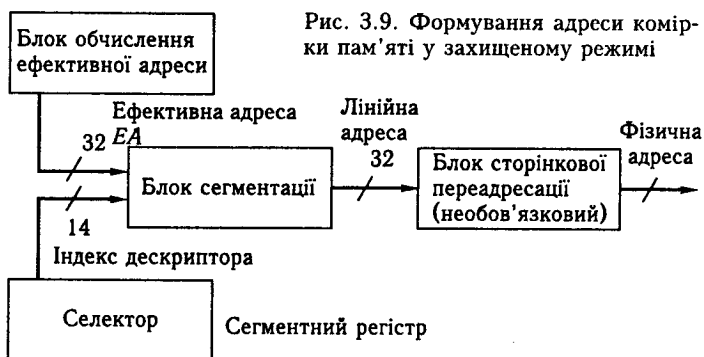 Блок обчислення
ефективної адреси
Рис. 3.9. Формування адреси комір-
ки пам'яті у захищеному режимі
Ефективна адреса
EA
32
Блок сегментації
14
Індекс дескриптора
Селектор
Сегментний регістр
Лінійна
адреса
32
Блок сторінкової
переадресації
(необов'язковий)
Фізична
адреса